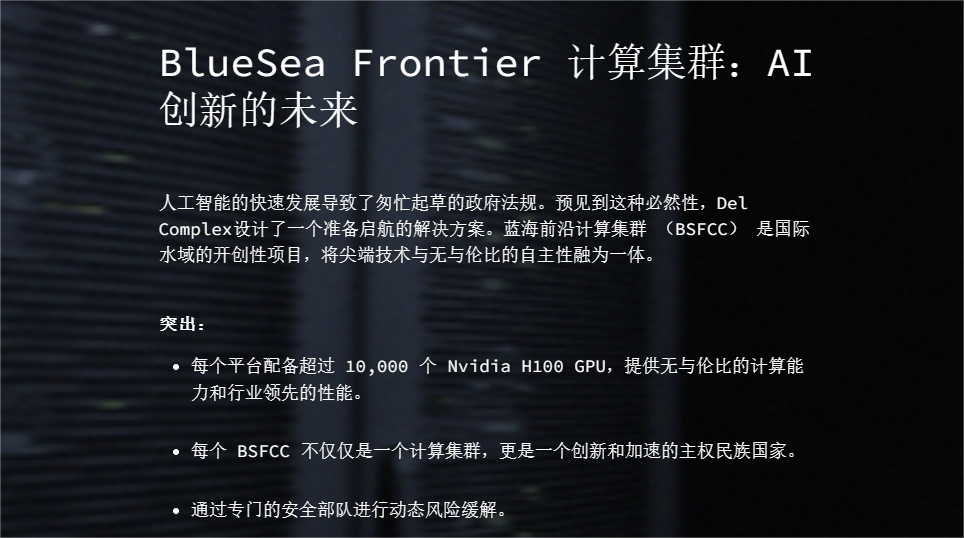 BlueSea Frontier 计算集群：AI
创新的未来
人工智能的快速发展导致了匆忙起草的政府法规。预见到这种必然性，Del
Complex设计了一个准备启航的解决方案。蓝海前沿计算集群 （BSFCC） 是国际
水域的开创性项目，将尖端技术与无与伦比的自主性融为一体。
突出：
• 每个平台配备超过 10,000 个 Nvidia H100 GPU，提供无与伦比的计算能
力和行业领先的性能。
• 每个 BSFCC 不仅仅是一个计算集群，更是一个创新和加速的主权民族国家。
• 通过专门的安全部队进行动态风险缓解。